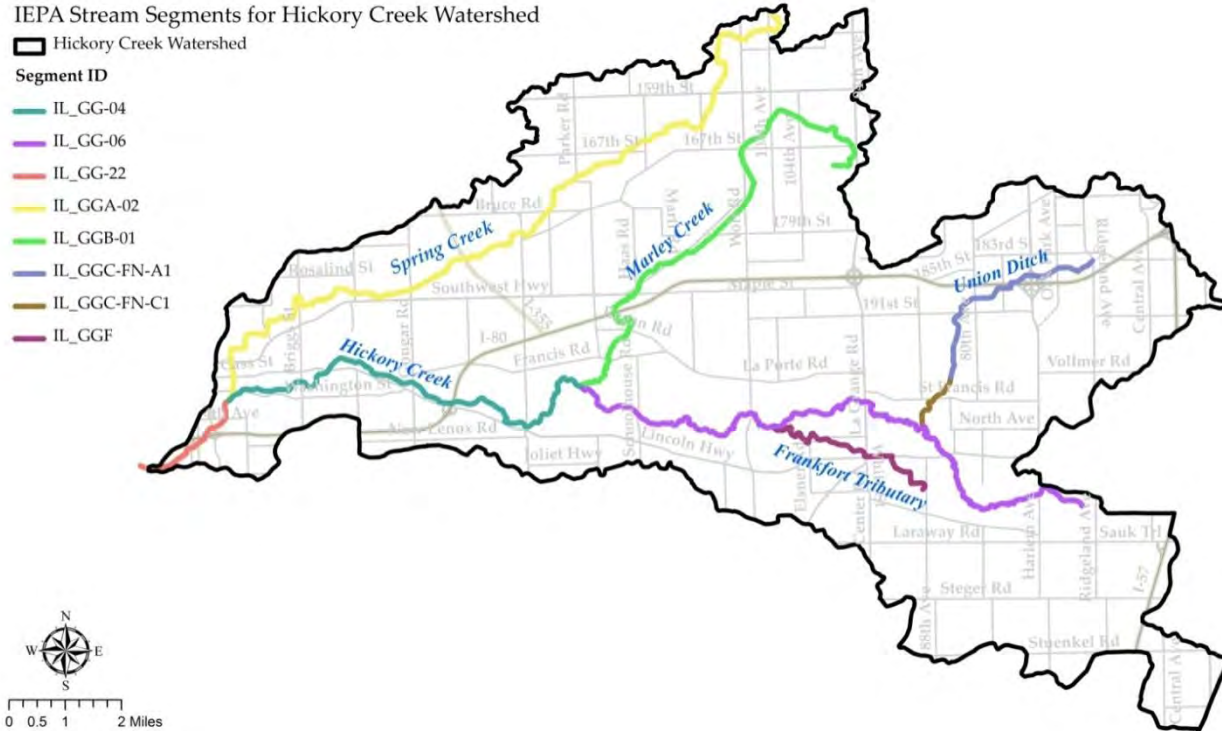 IEPA Stream Segments for Hickory Creek Watershed
Hickory Creek Watershed
Segment ID
IL_GG-04
IL_GG-06
IL_GG-22
IL_GGA-02
IL_GGB-01
IL_GGC-FN-A1
IL_GGC-FN-C1
IL_GGF
159th St
Parker Rd
167th St
167th St
104th Ave
Bruce Rd
179th St
Wolf Rd
Marley Creek
Spring Creek
183rd S
Ridgeland Ave
Rosalind St
185th St
Union Ditch
Southwest Hwy
Staple St
191st St
Central Ave
I-355
I-80
80th Ave
Briggs St
Francis Rd
Hickory Creek
Cass St
La Porte Rd
La Grange Rd
Vollmer Rd
Washington St
St Francis Rd
North Ave
New Lenox Rd
Lincoln Hwy
Joliet Hwy
Frankfort Tributary
Laraway Rd
Harlem Ave
Ridgeland Av
Sauk Trl
I-57
Steger Rd
88th Ave
Stuenkel Rd
Central Ave
N
W
E
S
0 0.5 1 2 Miles